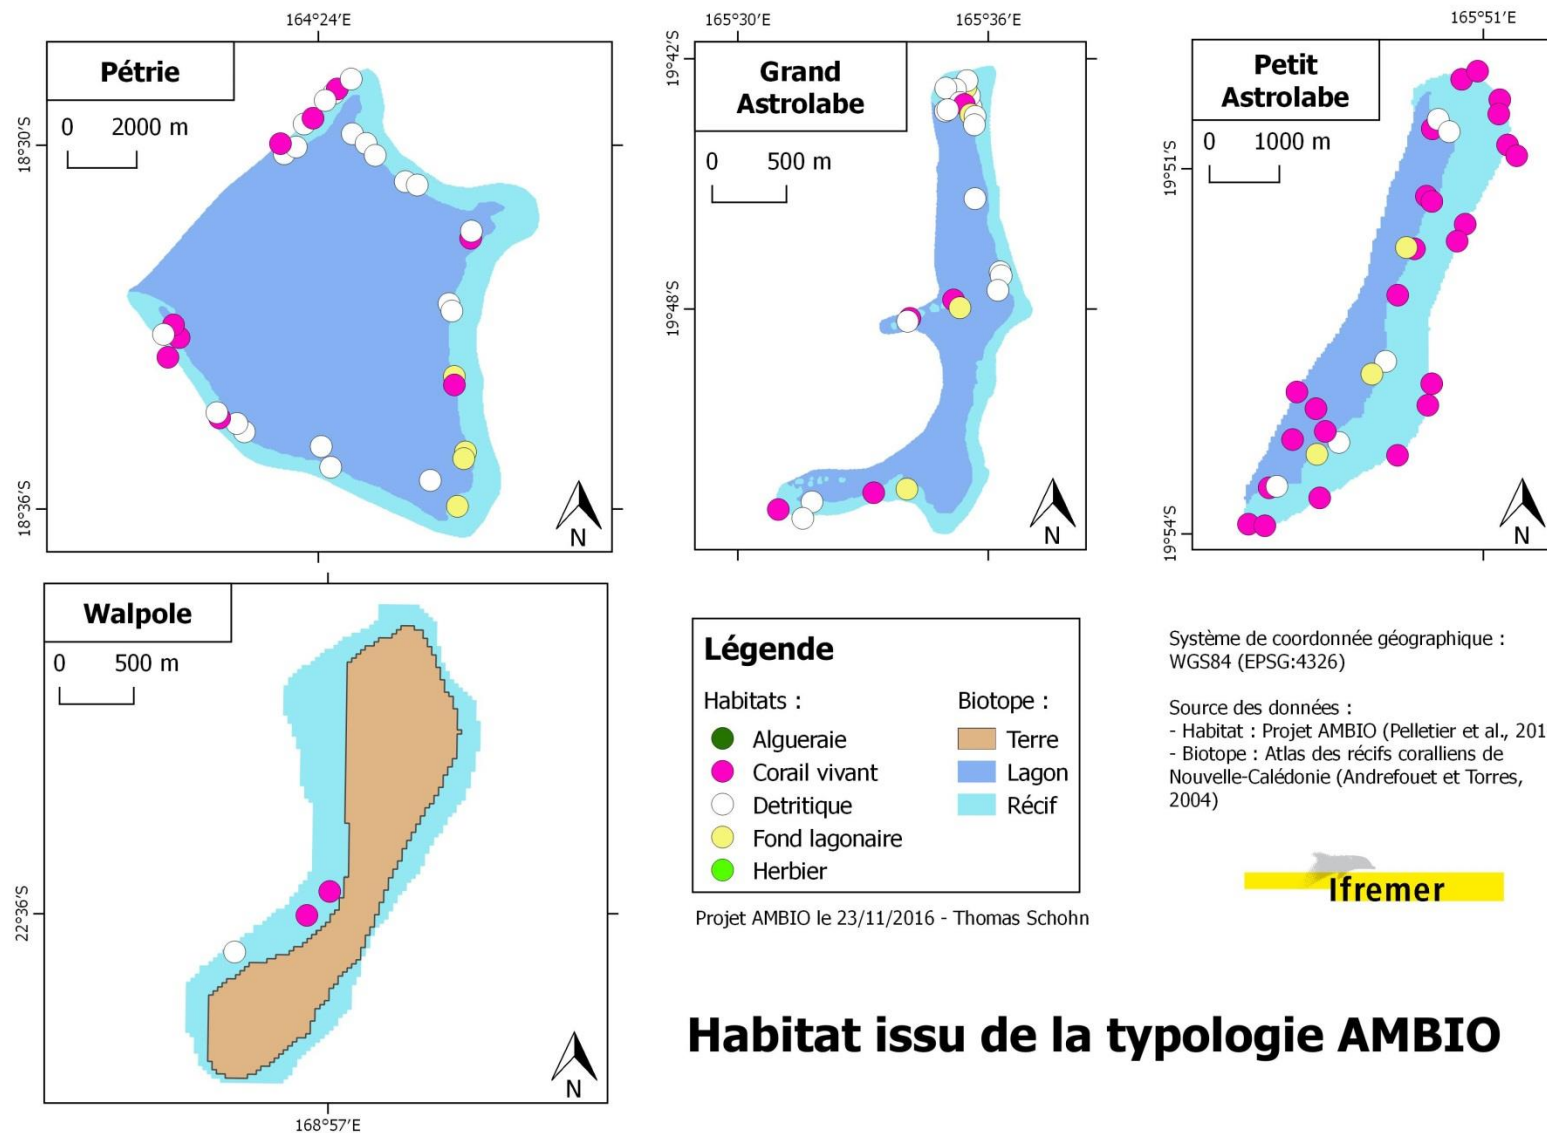 164°24′E
Pétrie
0 2000 m
18°30′S
18°36′S
N
165°30′E 165°36′E
19°42′S
Grand
Astrolabe
0 500 m
19°48′S
N
165°51′E
Petit
Astrolabe
0 1000 m
19°51′S
19°54′S
N
Walpole
0 500 m
22°36′S
N
168°57′E
Légende
Habitats :
Algueraie
Corail vivant
Detritique
Fond lagonaire
Herbier
Biotope :
Terre
Lagon
Récif
Projet AMBIO le 23/11/2016 - Thomas Schohn
Système de coordonnée géographique :
WGS84 (EPSG:4326)
Source des données :
- Habitat : Projet AMBIO (Pelletier et al., 201
- Biotope : Atlas des récifs coralliens de
Nouvelle-Calédonie (Andrefouet et Torres,
2004)
Ifremer
Habitat issu de la typologie AMBIO